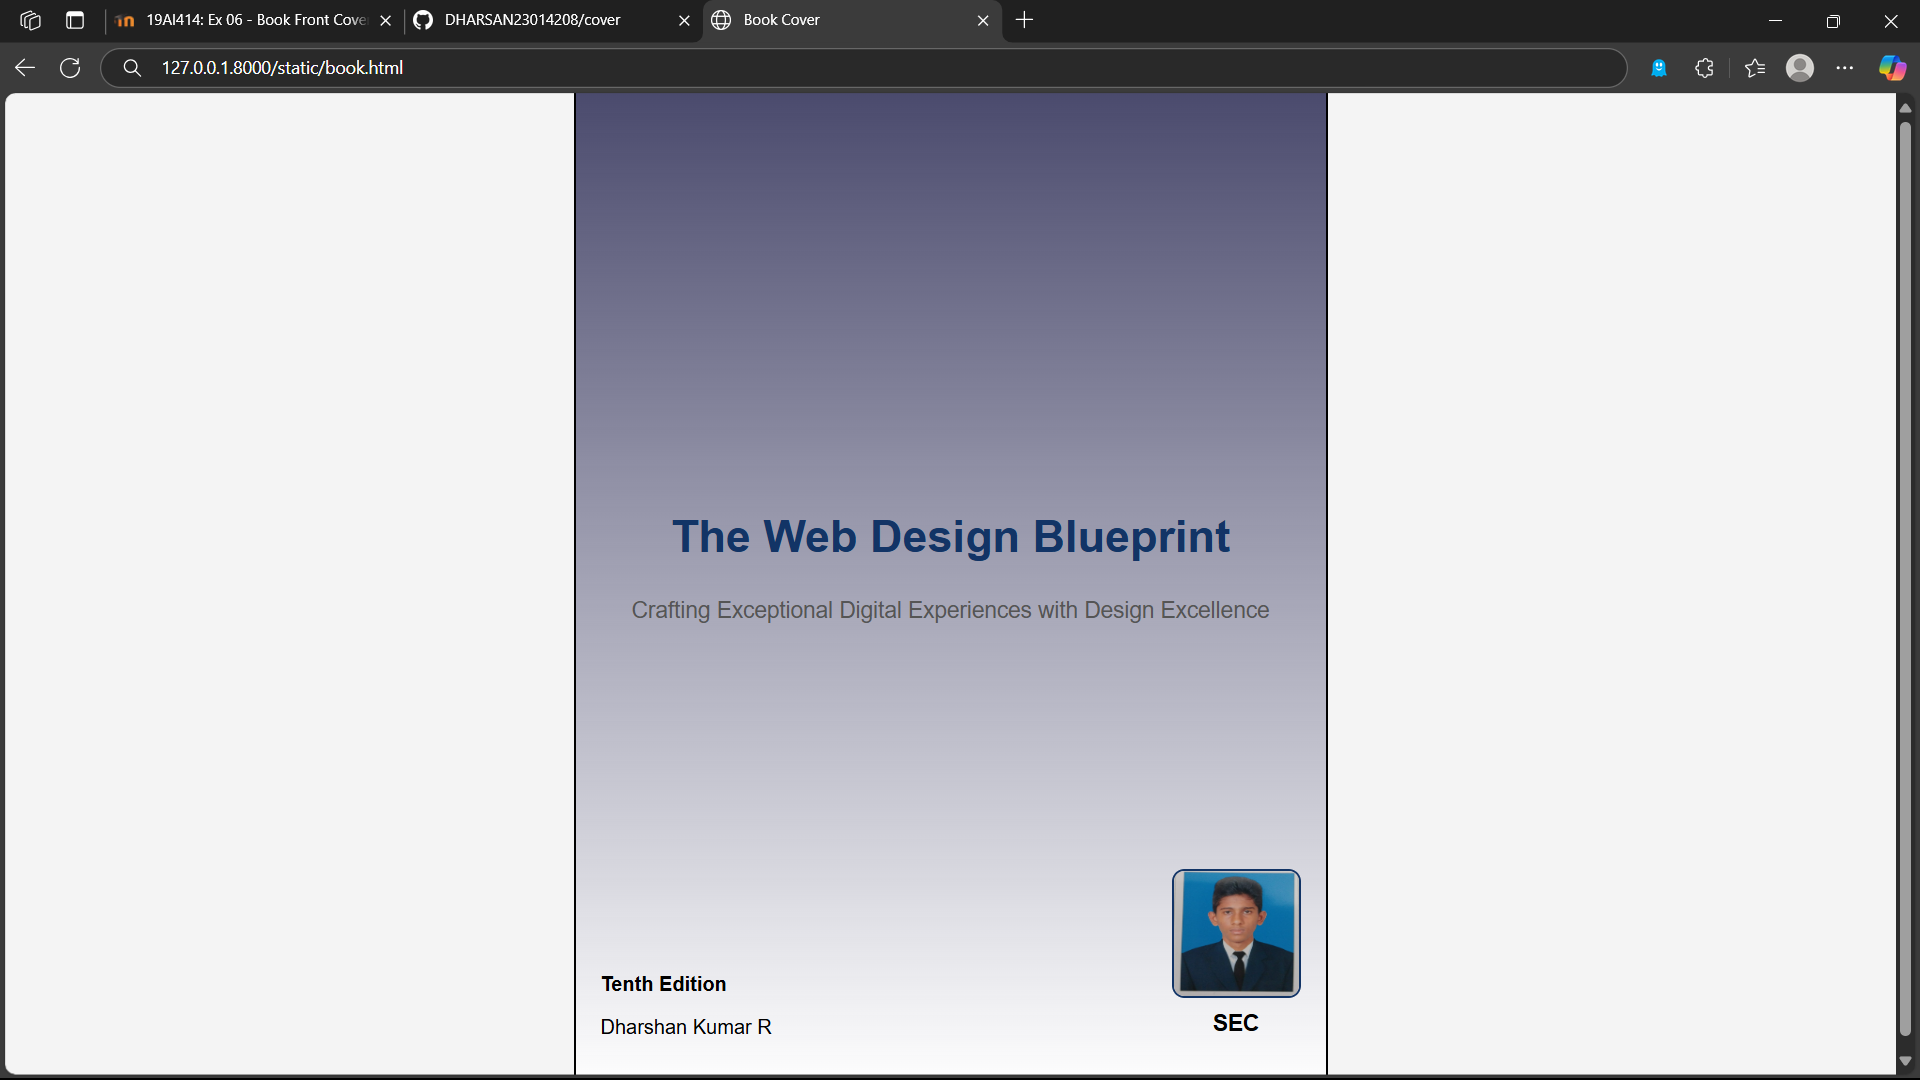 19AI414: Ex 06 - Book Front Cove
DHARSAN23014208/cover
Book Cover
127.0.0.1:8000/static/book.html
The Web Design Blueprint
Crafting Exceptional Digital Experiences with Design Excellence
Tenth Edition
Dharshan Kumar R
SEC